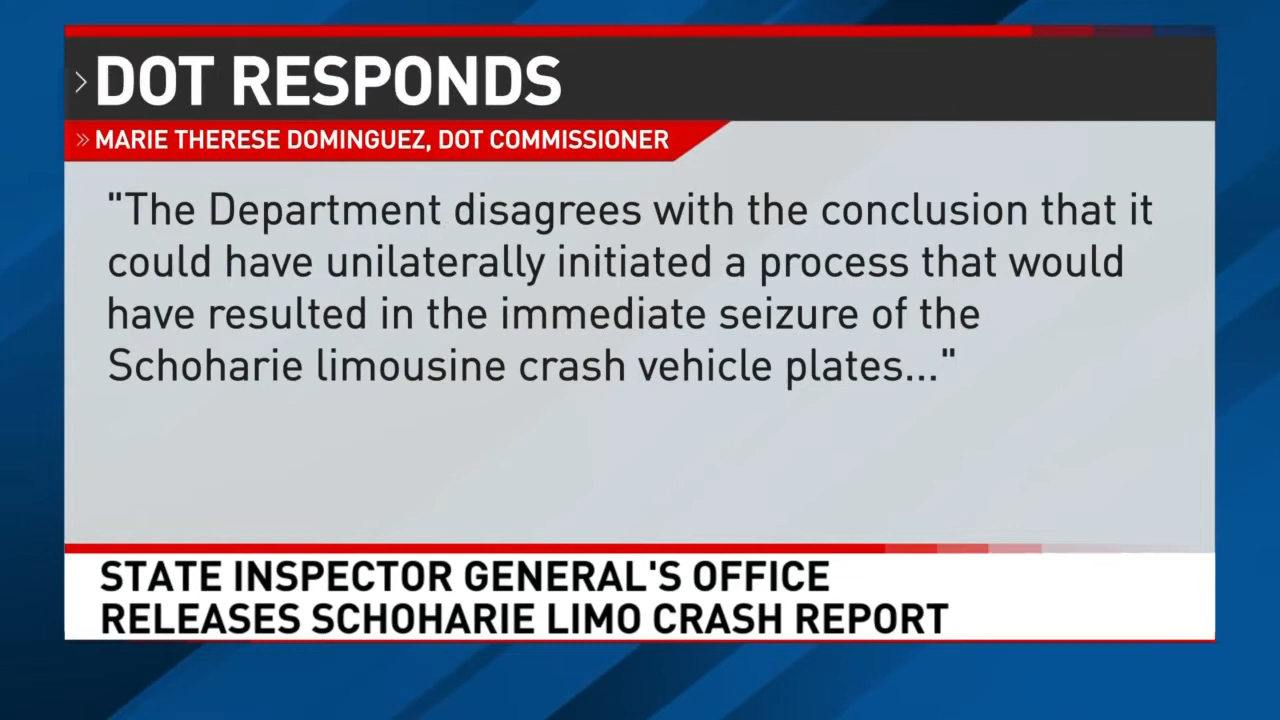 DOT RESPONDS
MARIE THERESE DOMINGUEZ, DOT COMMISSIONER
"The Department disagrees with the conclusion that it
could have unilaterally initiated a process that would
have resulted in the immediate seizure of the
Schoharie limousine crash vehicle plates..."
STATE INSPECTOR GENERAL'S OFFICE
RELEASES SCHOHARIE LIMO CRASH REPORT